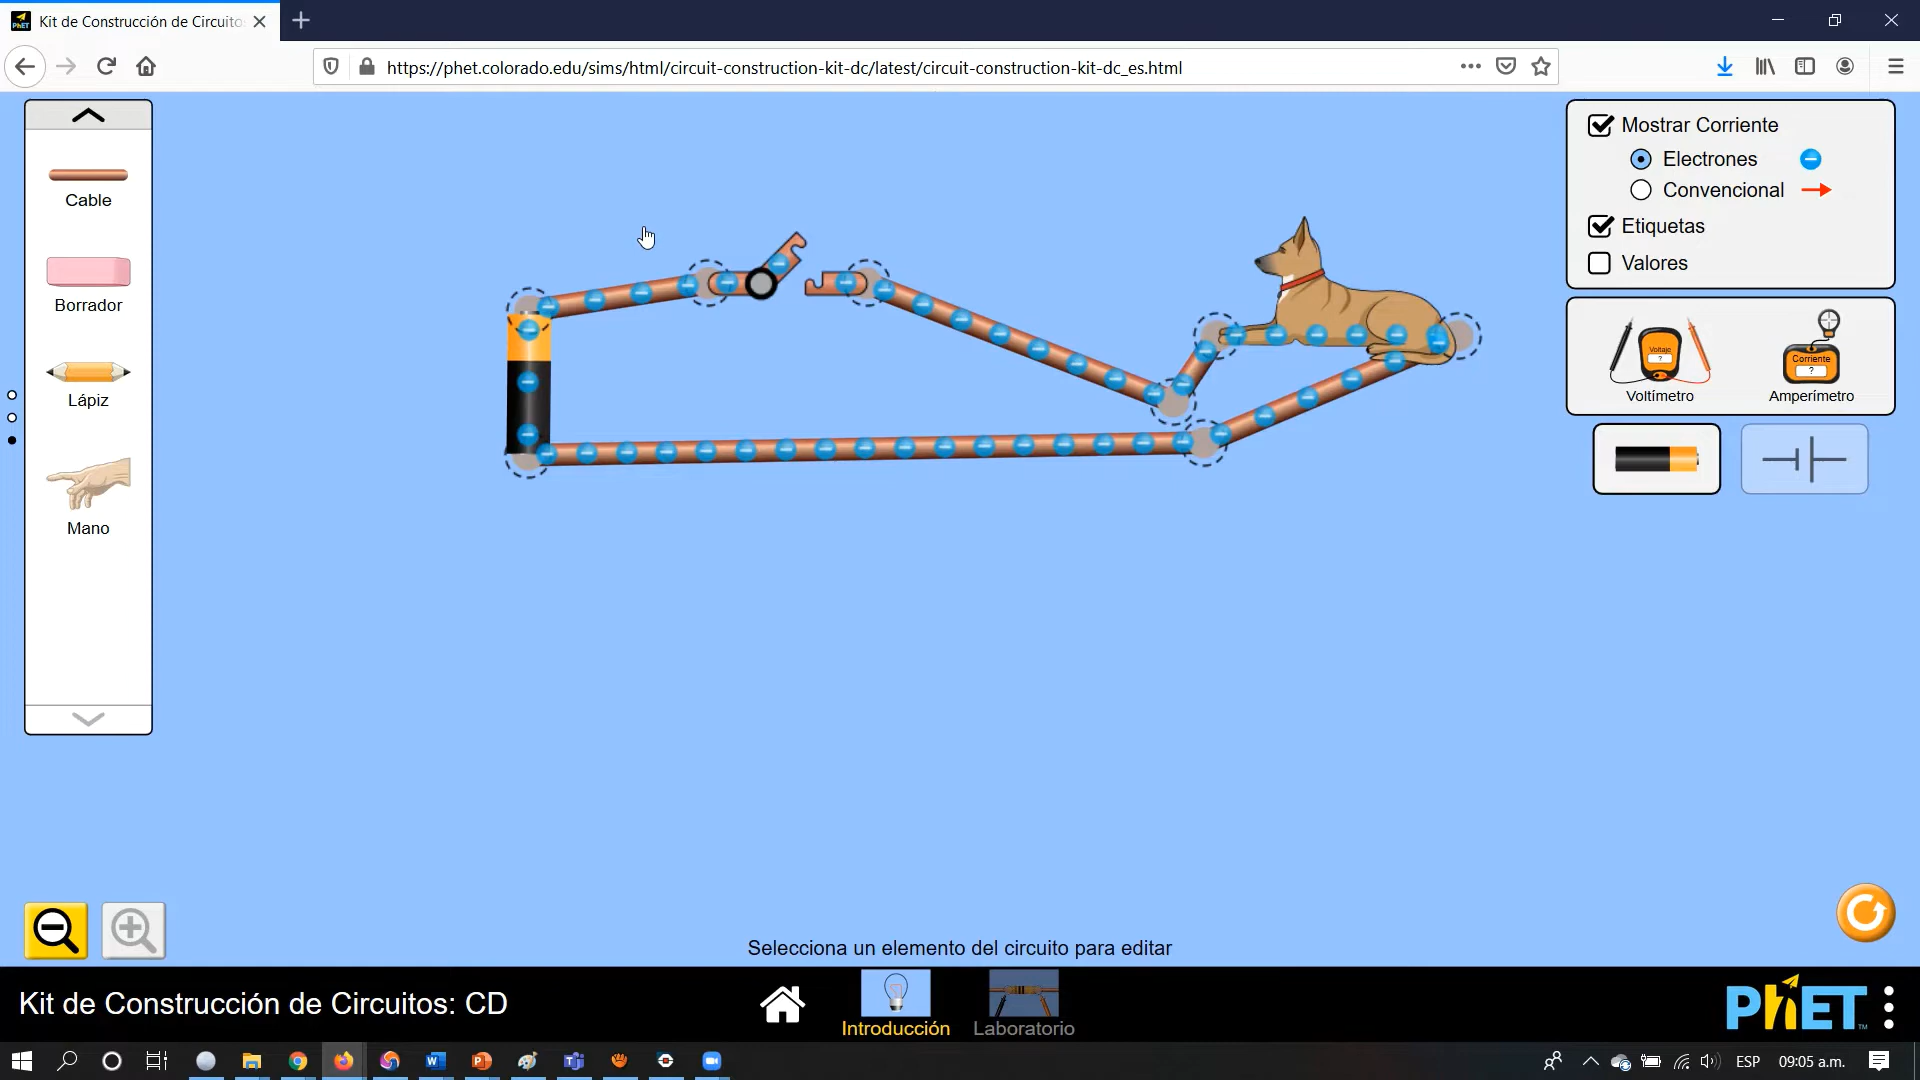 Kit de Construcción de Circuito
https://phet.colorado.edu/sims/html/circuit-construction-kit-dc/latest/circuit-construction-kit-dc_es.html
Cable
Borrador
Lápiz
Mano
Mostrar Corriente
Electrones
Convencional
Etiquetas
Valores
Voltaje
?
Voltímetro
Corriente
?
Amperímetro
Selecciona un elemento del circuito para editar
Kit de Construcción de Circuitos: CD
Introducción
Laboratorio
PhET
ESP
09:05 a.m.